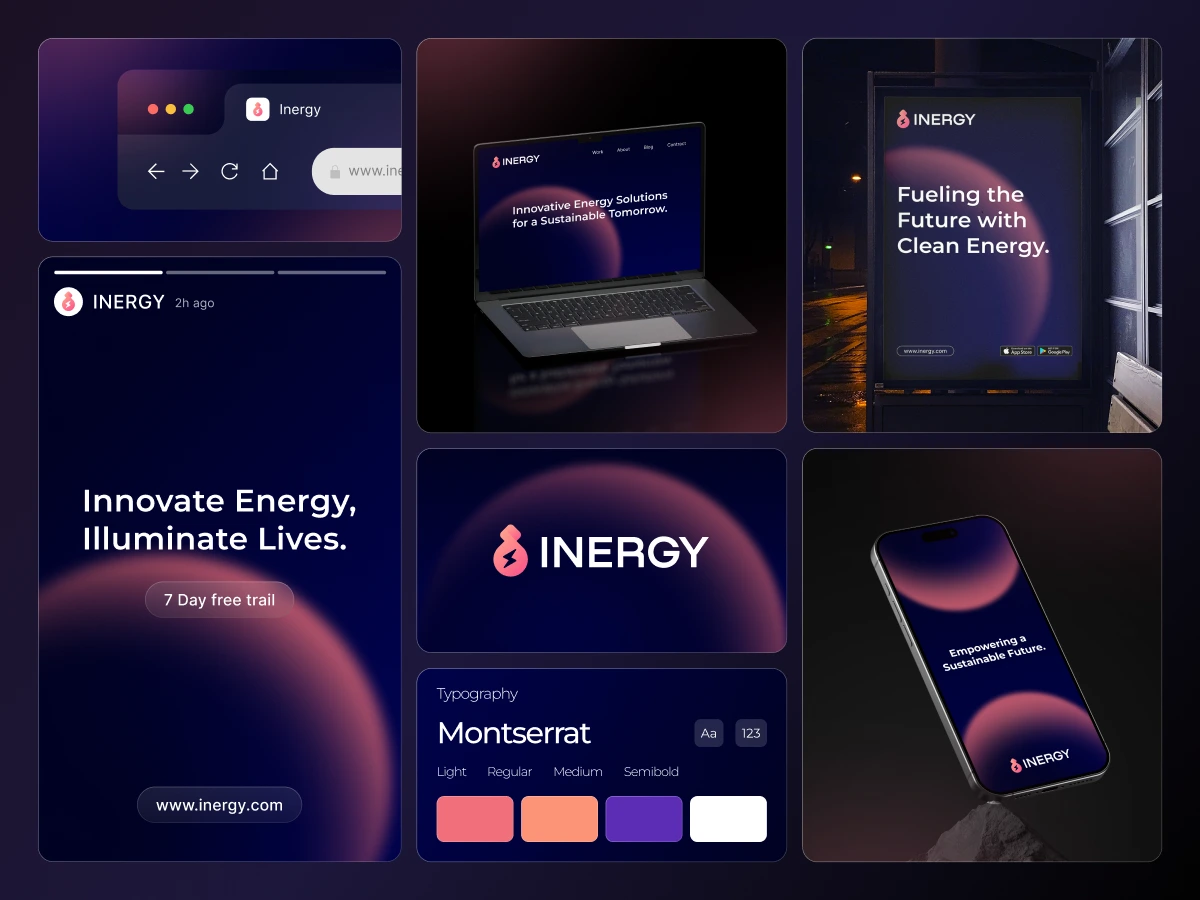 Inergy
www.ine
INERGY 2h ago
Innovate Energy,
Illuminate Lives.
7 Day free trail
www.inergy.com
INERGY
Work About Blog Contract
Innovative Energy Solutions
for a Sustainable Tomorrow.
INERGY
Typography
Montserrat
Aa
123
Light Regular Medium Semibold
INERGY
Fueling the
Future with
Clean Energy.
www.inergy.com
App Store
Google Play
Empowering a
Sustainable Future.
INERGY